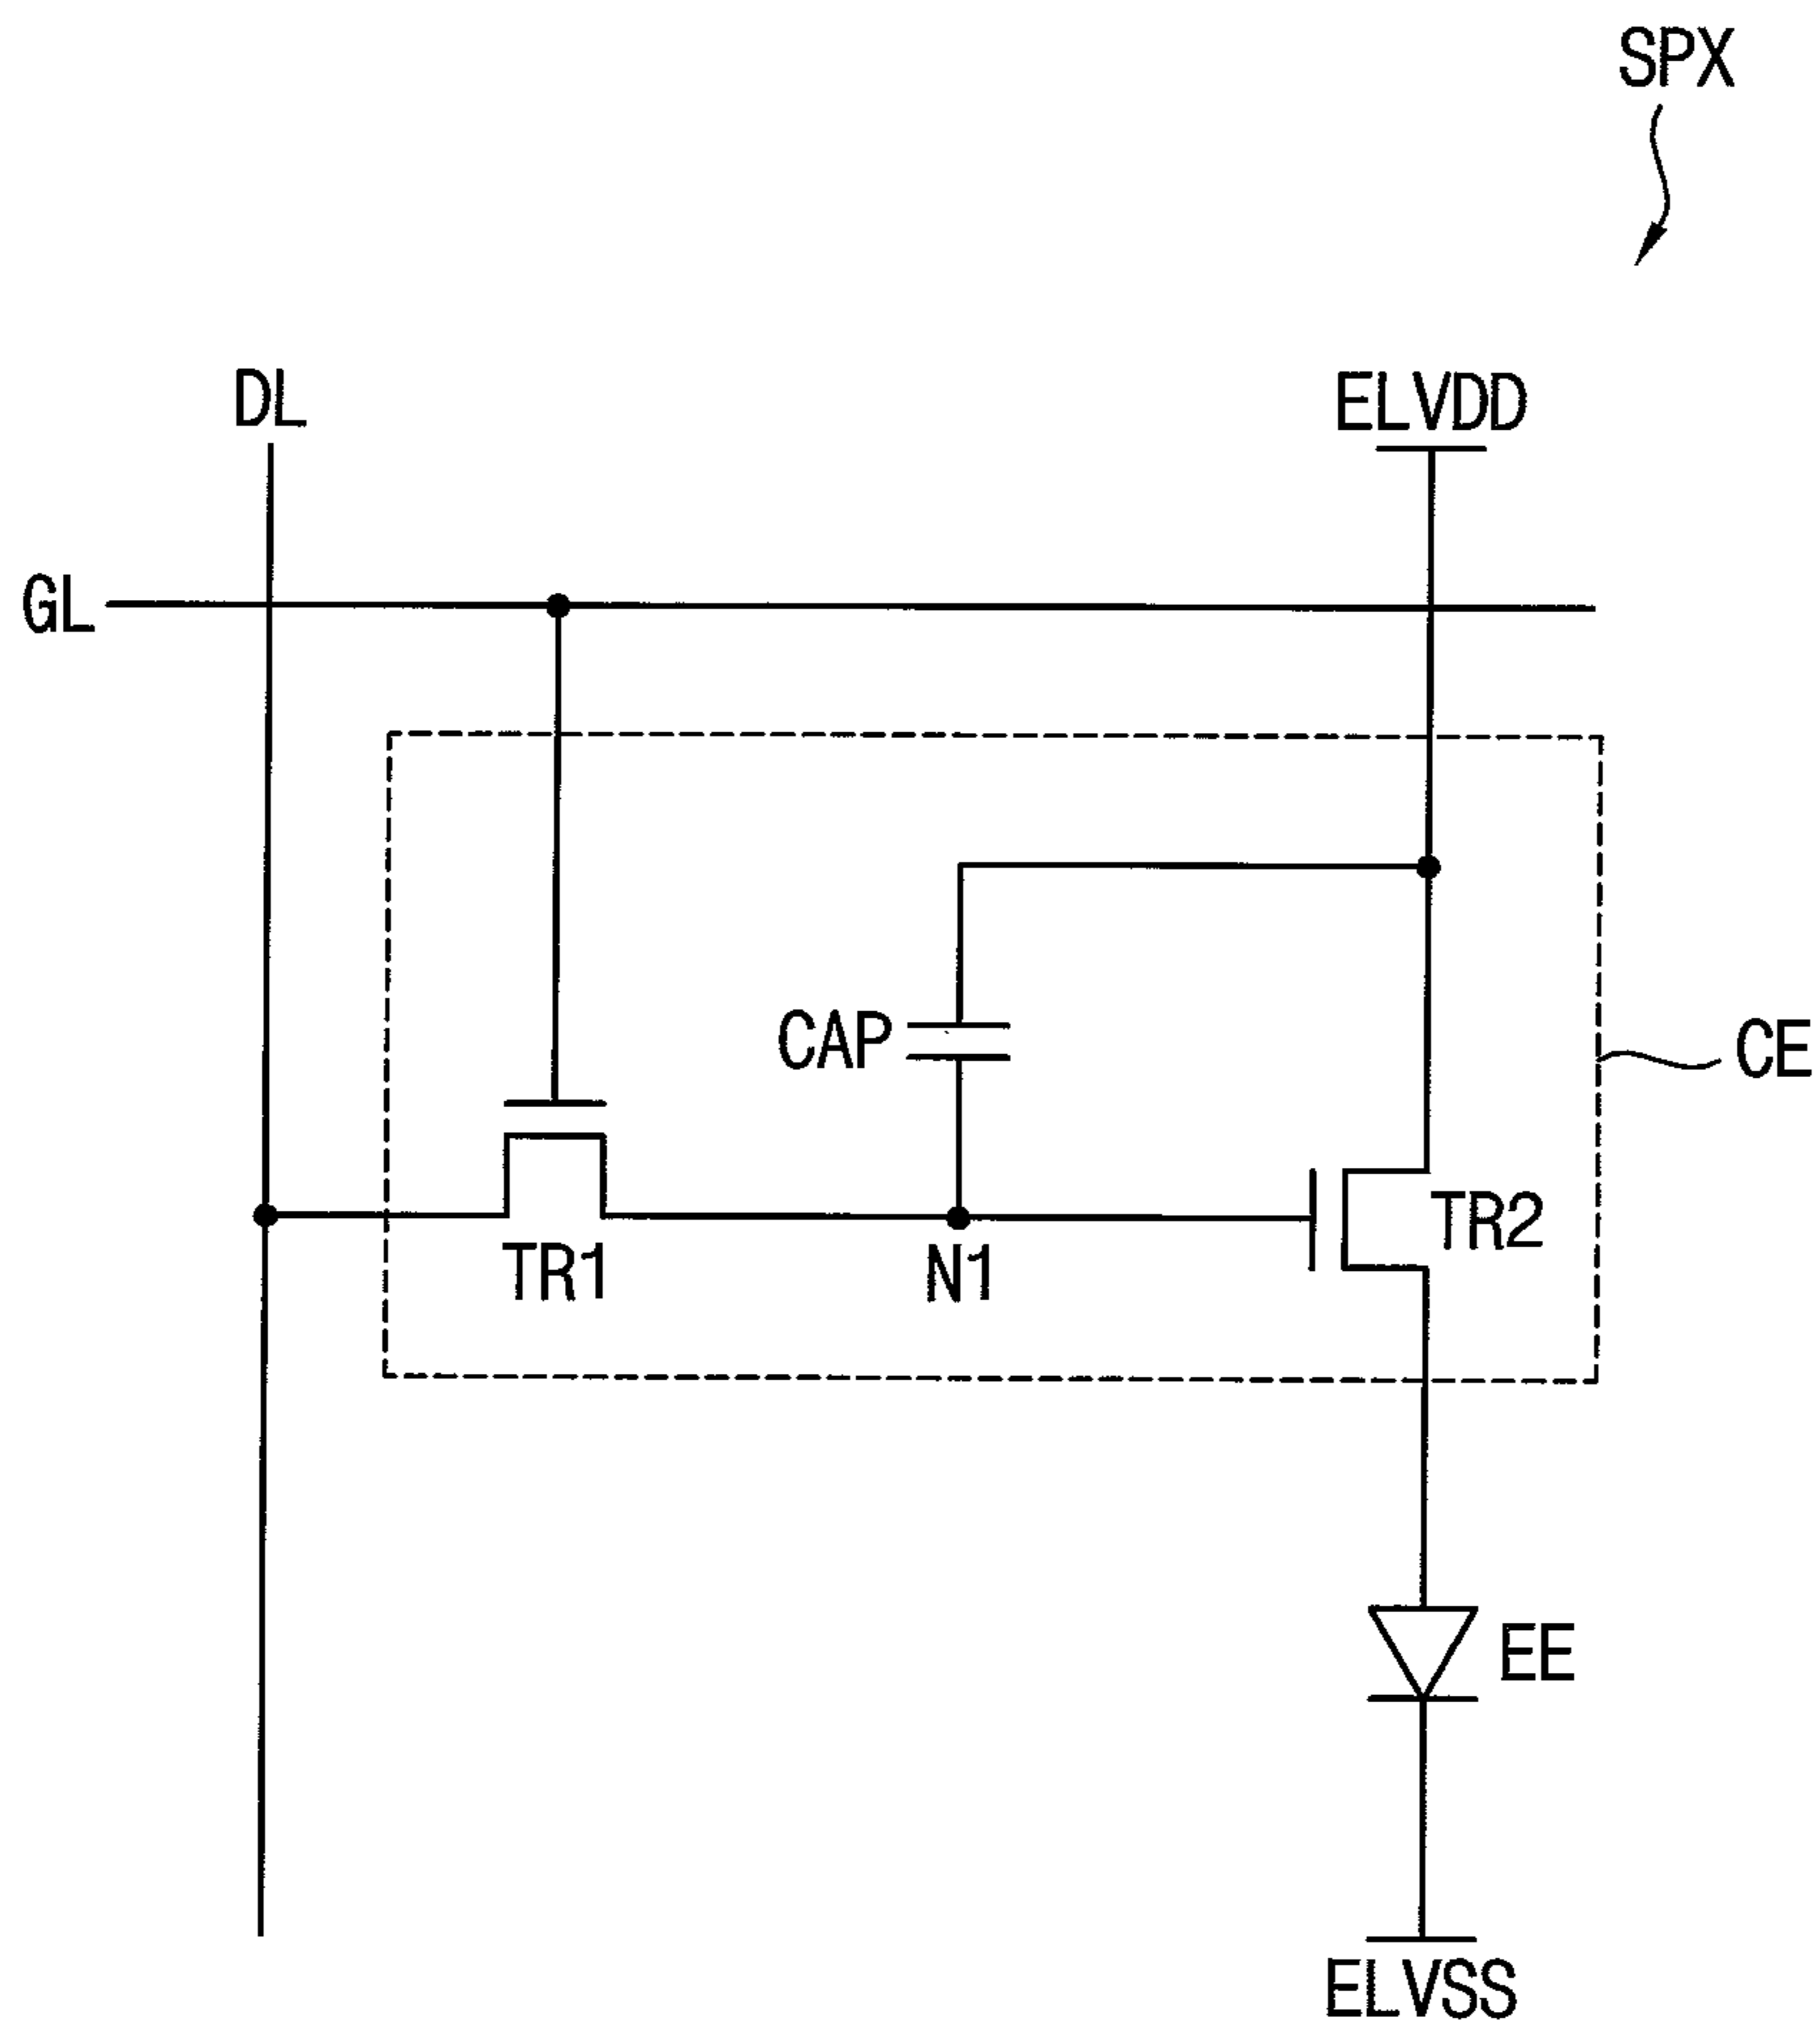 SPX
DL
ELVDD
GL
CAP
CE
TR1
N1
TR2
EE
ELVSS